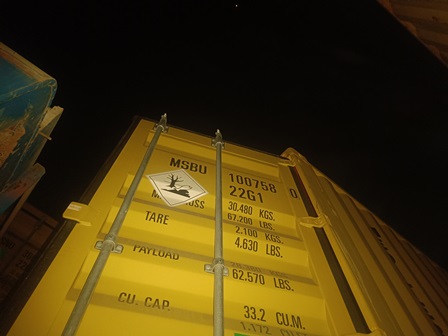 MSBU 100758 0
22G1
30.480 KGS.
67.200 LBS.
TARE 2.100 KGS.
4.630 LBS.
PAYLOAD
62.570 LBS.
CU. CAP. 33.2 CU.M.